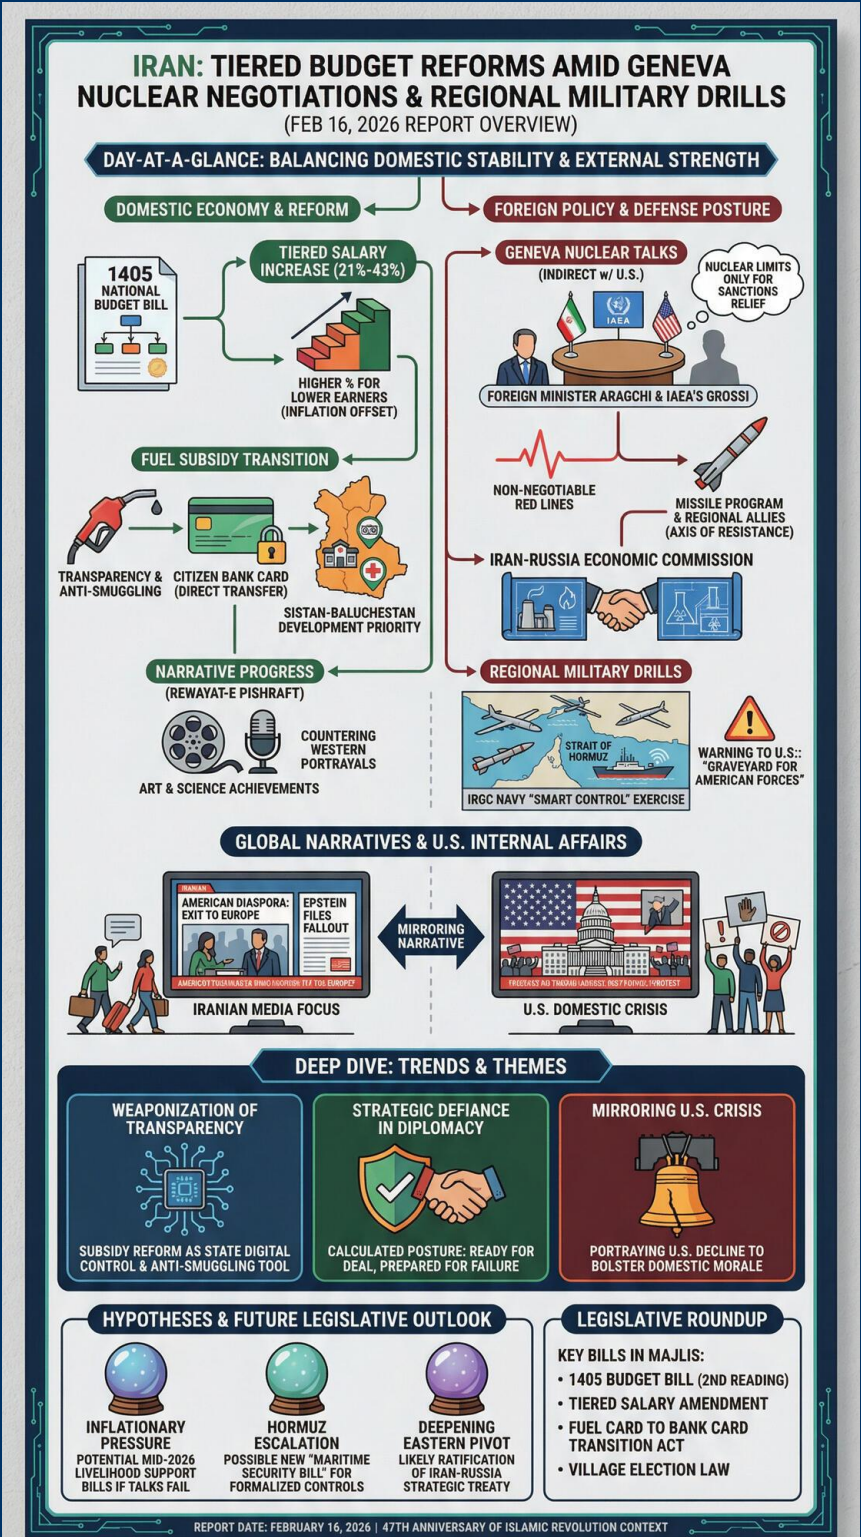 IRAN: TIERED BUDGET REFORMS AMID GENEVA
NUCLEAR NEGOTIATIONS & REGIONAL MILITARY DRILLS
(FEB 16, 2026 REPORT OVERVIEW)
DAY-AT-A-GLANCE: BALANCING DOMESTIC STABILITY & EXTERNAL STRENGTH
DOMESTIC ECONOMY & REFORM
1405
NATIONAL
BUDGET BILL
TIERED SALARY
INCREASE (21%-43%)
HIGHER % FOR
LOWER EARNERS
(INFLATION OFFSET)
FUEL SUBSIDY TRANSITION
TRANSPARENCY &
ANTI-SMUGGLING
CITIZEN BANK CARD
(DIRECT TRANSFER)
SISTAN-BALUCHESTAN
DEVELOPMENT PRIORITY
NARRATIVE PROGRESS
(REWAYAT-E PISHRAFT)
COUNTERING
WESTERN
PORTRAYALS
ART & SCIENCE ACHIEVEMENTS
FOREIGN POLICY & DEFENSE POSTURE
GENEVA NUCLEAR TALKS
(INDIRECT w/ U.S.)
NUCLEAR LIMITS
ONLY FOR
SANCTIONS
RELIEF
IAEA
FOREIGN MINISTER ARAGCHI & IAEA'S GROSSI
NON-NEGOTIABLE
RED LINES
MISSILE PROGRAM
& REGIONAL ALLIES
(AXIS OF RESISTANCE)
IRAN-RUSSIA ECONOMIC COMMISSION
REGIONAL MILITARY DRILLS
STRAIT OF
HORMUZ
IRGC NAVY "SMART CONTROL" EXERCISE
WARNING TO U.S::
"GRAVEYARD FOR
AMERICAN FORCES"
GLOBAL NARRATIVES & U.S. INTERNAL AFFAIRS
IRANIAN
AMERICAN DIASPORA:
EXIT TO EUROPE
EPSTEIN
FILES
FALLOUT
IRANIAN MEDIA FOCUS
MIRRORING
NARRATIVE
U.S. DOMESTIC CRISIS
DEEP DIVE: TRENDS & THEMES
WEAPONIZATION OF
TRANSPARENCY
SUBSIDY REFORM AS STATE DIGITAL
CONTROL & ANTI-SMUGGLING TOOL
STRATEGIC DEFIANCE
IN DIPLOMACY
CALCULATED POSTURE: READY FOR
DEAL, PREPARED FOR FAILURE
MIRRORING U.S. CRISIS
PORTRAYING U.S. DECLINE TO
BOLSTER DOMESTIC MORALE
HYPOTHESES & FUTURE LEGISLATIVE OUTLOOK
INFLATIONARY
PRESSURE
POTENTIAL MID-2026
LIVELIHOOD SUPPORT
BILLS IF TALKS FAIL
HORMUZ
ESCALATION
POSSIBLE NEW "MARITIME
SECURITY BILL" FOR
FORMALIZED CONTROLS
DEEPENING
EASTERN PIVOT
LIKELY RATIFICATION
OF IRAN-RUSSIA
STRATEGIC TREATY
LEGISLATIVE ROUNDUP
KEY BILLS IN MAJLIS:
• 1405 BUDGET BILL (2ND READING)
• TIERED SALARY AMENDMENT
• FUEL CARD TO BANK CARD
TRANSITION ACT
• VILLAGE ELECTION LAW
REPORT DATE: FEBRUARY 16, 2026 | 47TH ANNIVERSARY OF ISLAMIC REVOLUTION CONTEXT